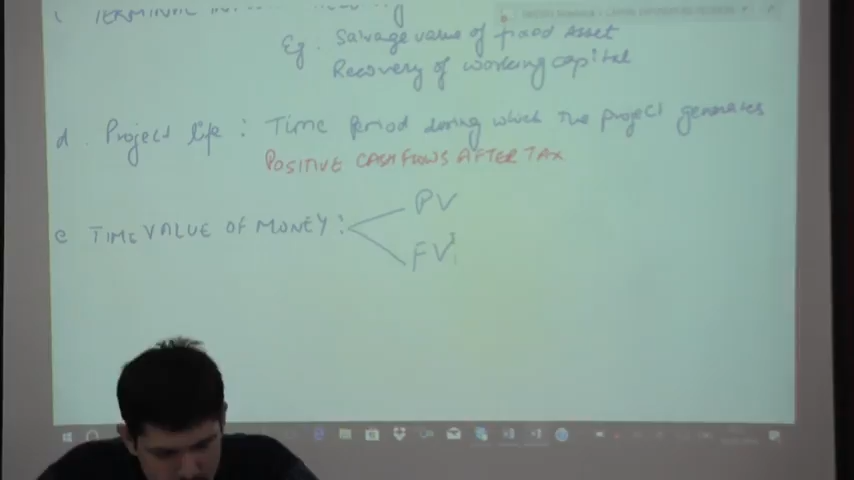 TERMINAL
Eg. Salvage value of fixed Asset
Recovery of working capital
d. Project life : Time Period during which the project generates
POSITIVE CASH FLOWS AFTER TAX
e TIME VALUE OF MONEY :
PV
FV